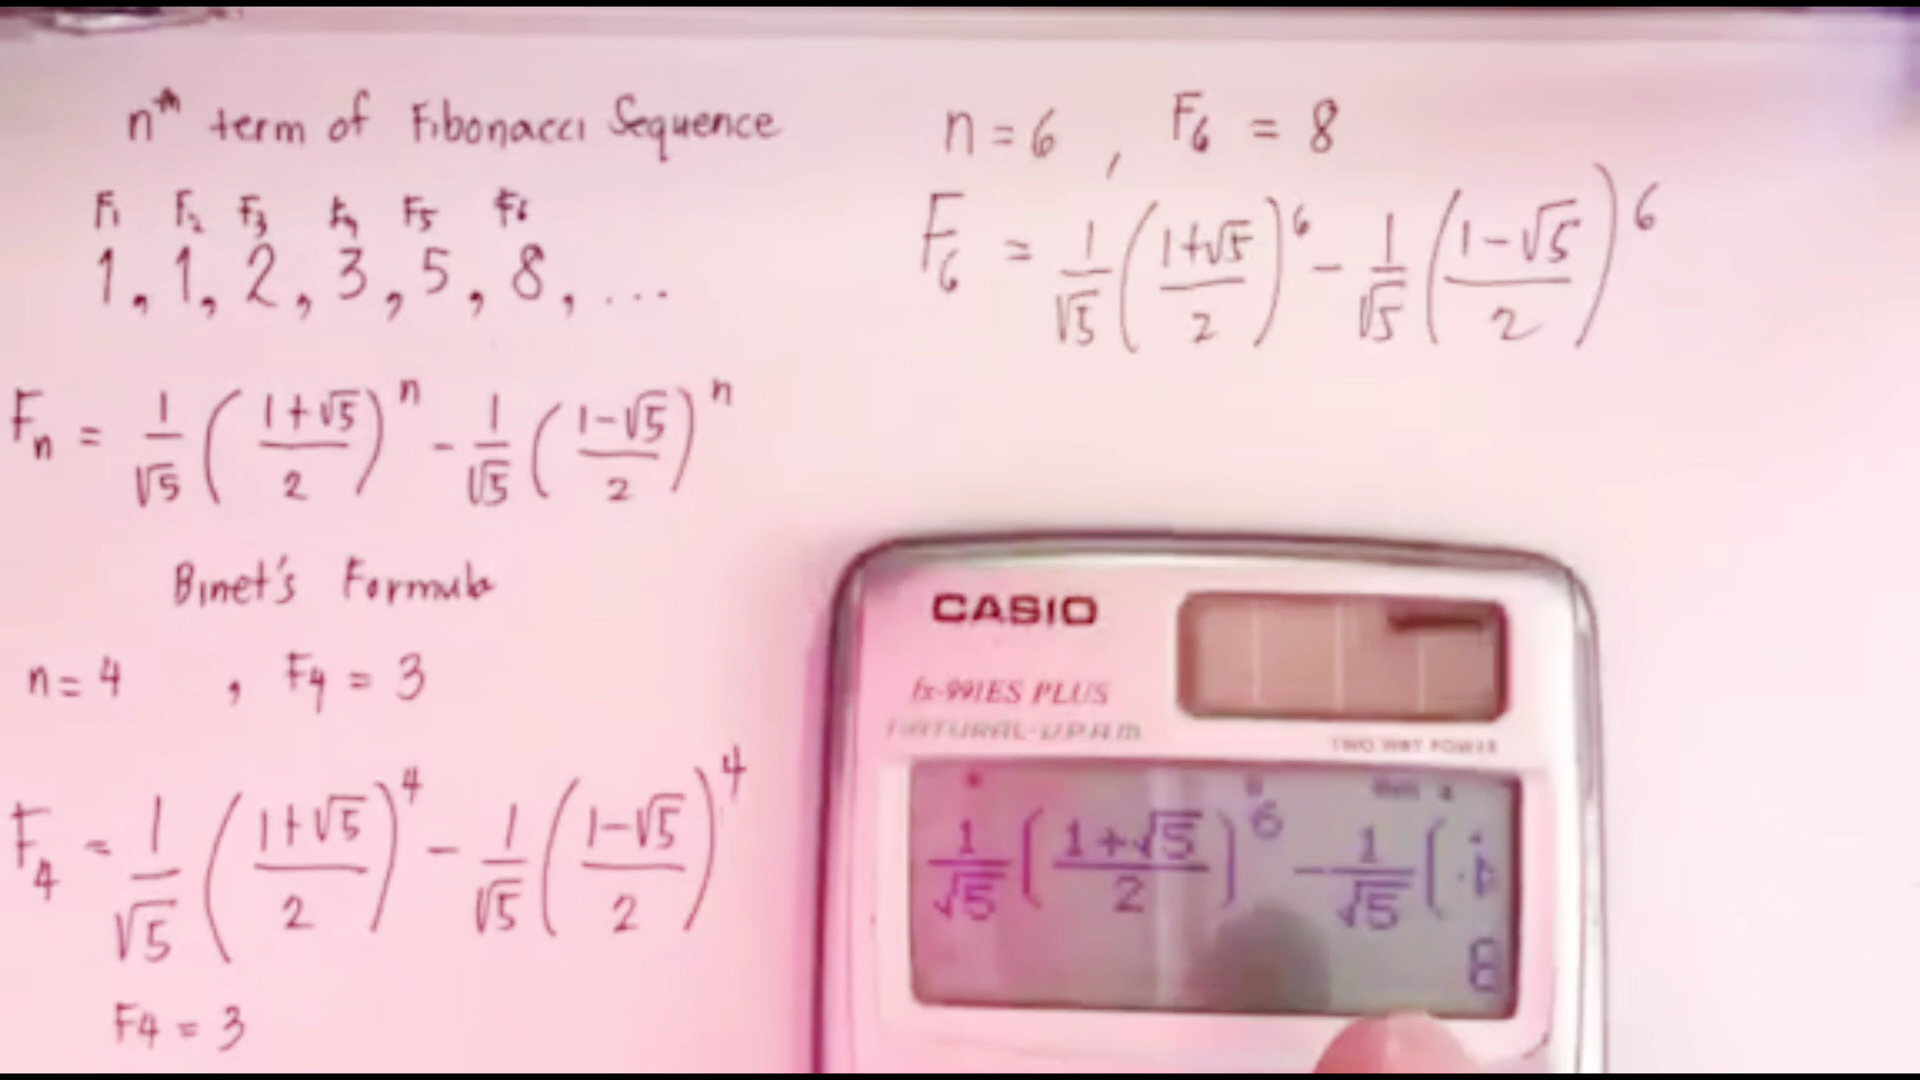 nᵗʰ term of Fibonacci Sequence
F₁ F₂ F₃ F₄ F₅ F₆
1, 1, 2, 3, 5, 8, ...
Fₙ = 1/√5 ( (1+√5)/2 )ⁿ - 1/√5 ( (1-√5)/2 )ⁿ
Binet's Formula
n = 4 , F₄ = 3
F₄ = 1/√5 ( (1+√5)/2 )⁴ - 1/√5 ( (1-√5)/2 )⁴
F₄ = 3
n = 6 , F₆ = 8
F₆ = 1/√5 ( (1+√5)/2 )⁶ - 1/√5 ( (1-√5)/2 )⁶
CASIO
fx-991ES PLUS
NATURAL-V.P.A.M.
TWO WAY POWER
1/√5 ( (1+√5)/2 )⁶ - 1/√5 (
8